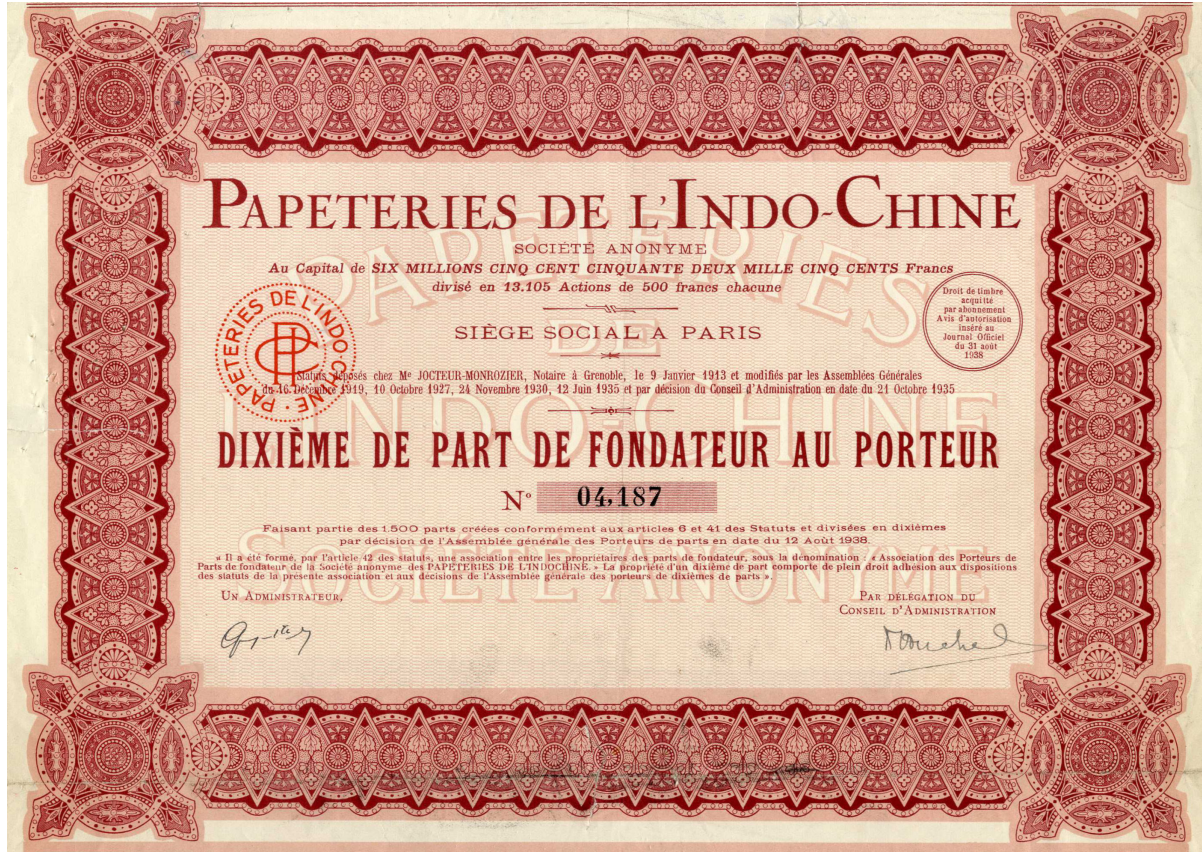 PAPETERIES DE L'INDO-CHINE
SOCIÉTÉ ANONYME
Au Capital de SIX MILLIONS CINQ CENT CINQUANTE DEUX MILLE CINQ CENTS Francs
divisé en 13.105 Actions de 500 francs chacune
SIÈGE SOCIAL A PARIS
PAPETERIES DE L'INDO-CHINE
PC
Droit de timbre
acquitté
par abonnement
Avis d'autorisation
inséré au
Journal Officiel
du 31 août
1938
Statuts déposés chez Me JOCTEUR-MONROZIER, Notaire à Grenoble, le 9 Janvier 1913 et modifiés par les Assemblées Générales
du 16 Décembre 1919, 10 Octobre 1927, 24 Novembre 1930, 12 Juin 1935 et par décision du Conseil d'Administration en date du 21 Octobre 1935
DIXIÈME DE PART DE FONDATEUR AU PORTEUR
N° 04,187
Faisant partie des 1.500 parts créées conformément aux articles 6 et 41 des Statuts et divisées en dixièmes
par décision de l'Assemblée générale des Porteurs de parts en date du 12 Août 1938.
« Il a été formé, par l'article 42 des statuts, une association entre les propriétaires des parts de fondateur, sous la dénomination : Association des Porteurs de
Parts de fondateur de la Société anonyme des PAPETERIES DE L'INDOCHINE. » La propriété d'un dixième de part comporte de plein droit adhésion aux dispositions
des statuts de la présente association et aux décisions de l'Assemblée générale des porteurs de dixièmes de parts ».
UN ADMINISTRATEUR,
PAR DÉLÉGATION DU
CONSEIL D'ADMINISTRATION
PAPETERIES
DE
L'INDO-CHINE
SOCIÉTÉ ANONYME